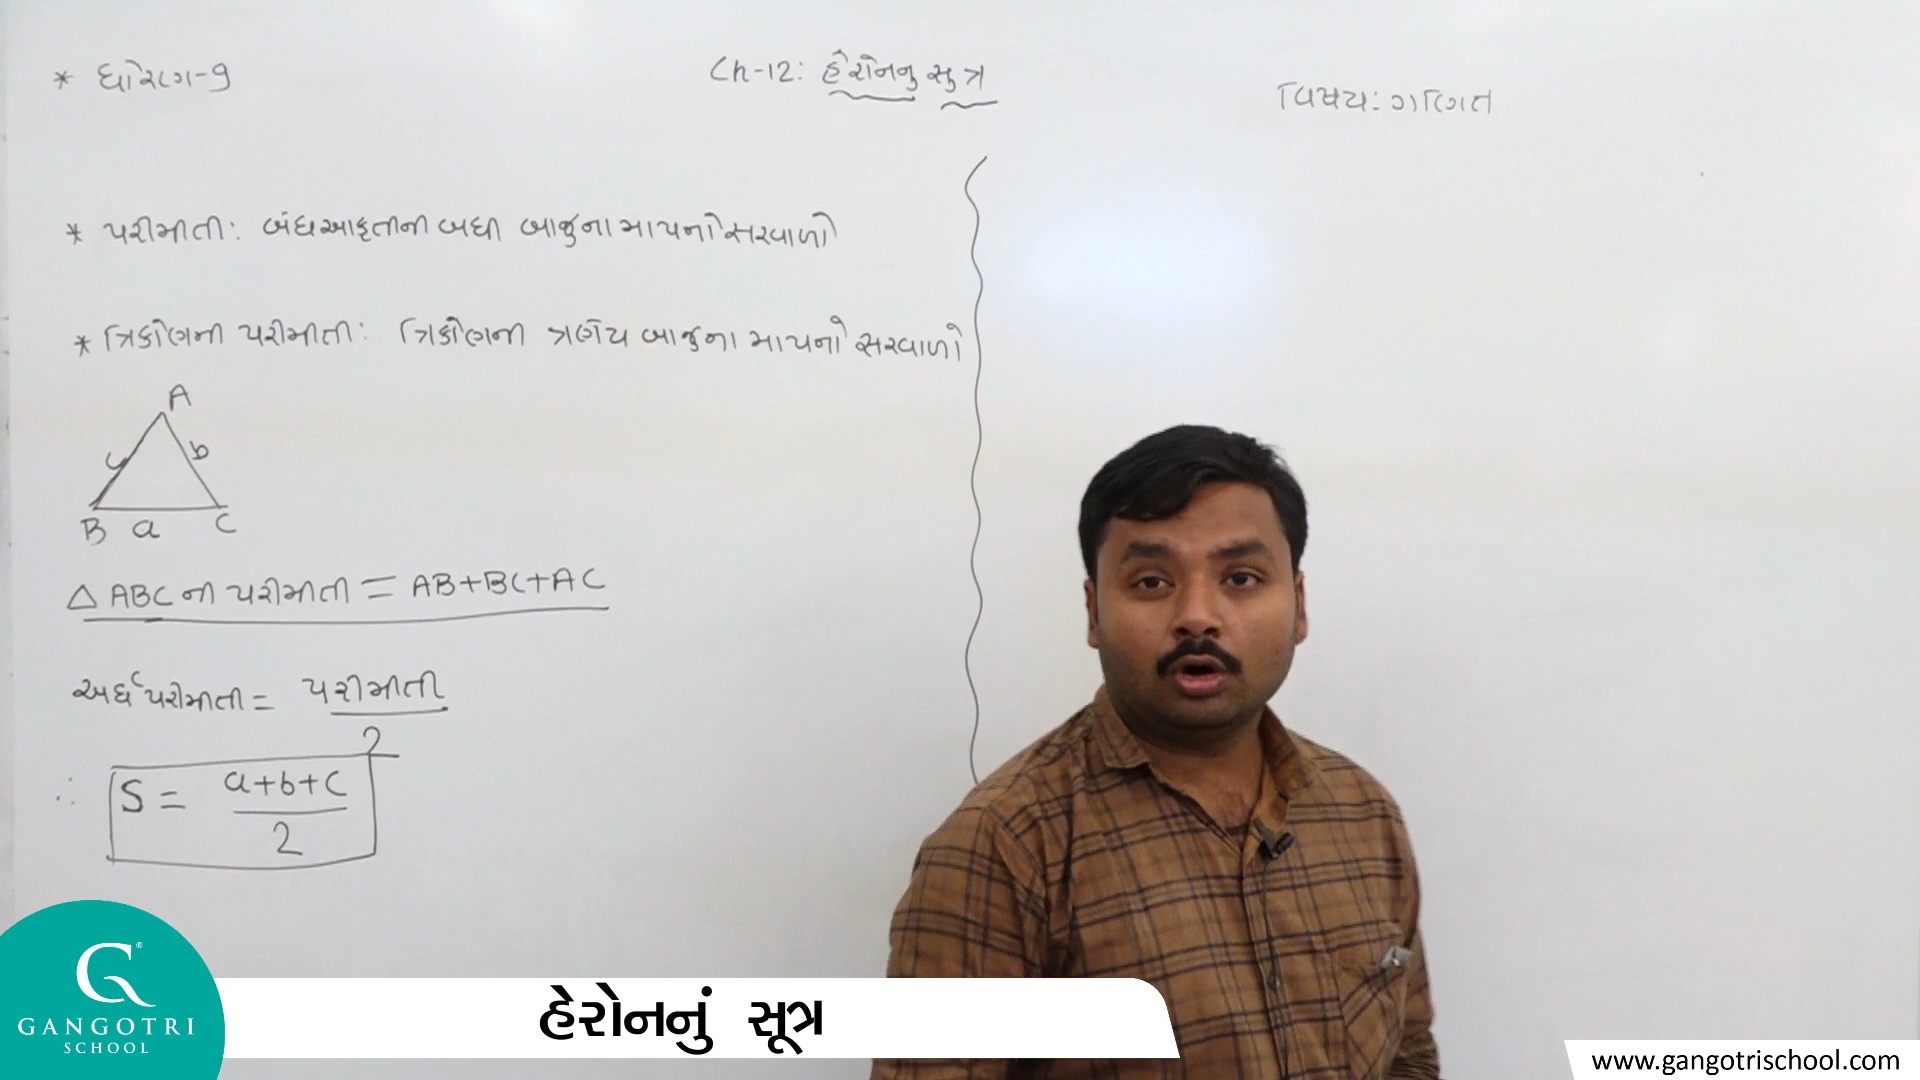 * ધોરણ-9
Ch-12: હેરોનનુ સુત્ર
વિષય: ગણિત
* પરીમીતી: બંધઆકૃતીની બધી બાજુના માપનો સરવાળો
* ત્રિકોણની પરીમીતી: ત્રિકોણની ત્રણેય બાજુના માપનો સરવાળો
A
c b
B a C
△ ABC ની પરીમીતી = AB+BC+AC
અર્ધપરીમીતી = પરીમીતી
2
∴ S = a+b+c
2
G®
GANGOTRI
SCHOOL
હેરોનનું સૂત્ર
www.gangotrischool.com